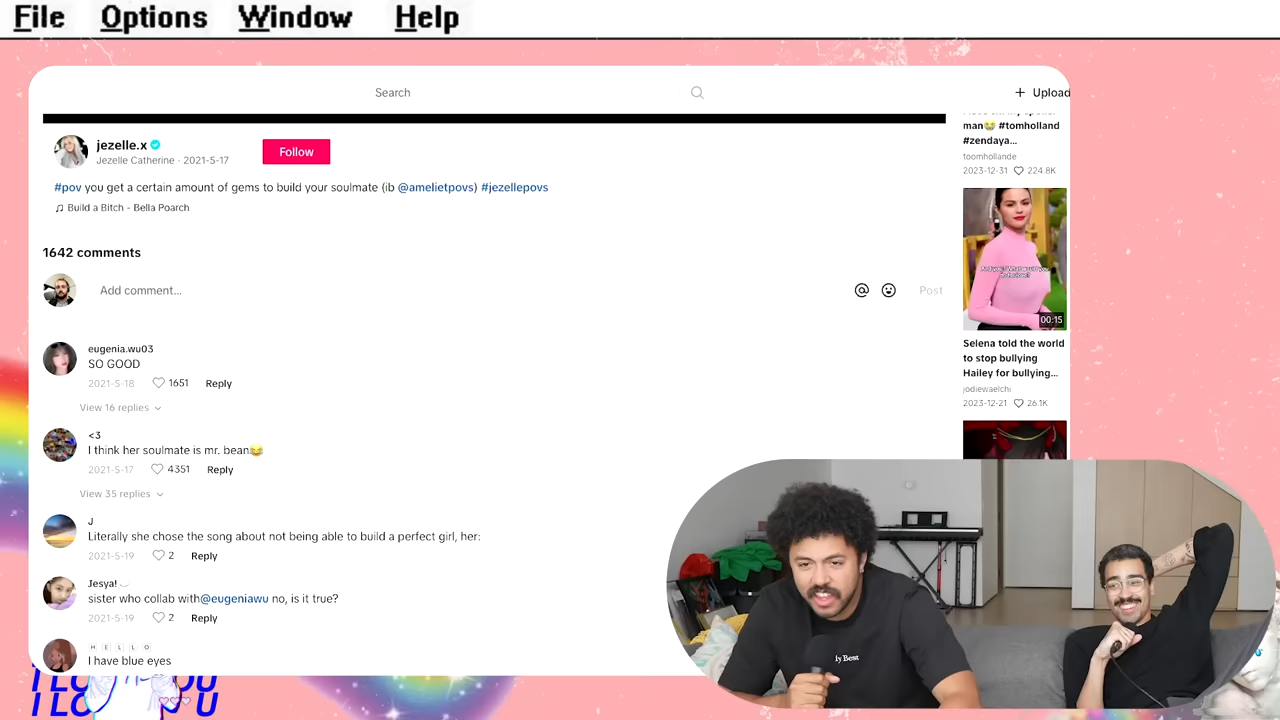 File Options Window Help
Search
+ Upload
jezelle.x
Jezelle Catherine · 2021-5-17
Follow
#pov you get a certain amount of gems to build your soulmate (ib @amelietpovs) #jezellepovs
♫ Build a Bitch - Bella Poarch
1642 comments
Add comment...
@
Post
eugenia.wu03
SO GOOD
2021-5-18 1651 Reply
View 16 replies
<3
I think her soulmate is mr. bean😂
2021-5-17 4351 Reply
View 35 replies
J
Literally she chose the song about not being able to build a perfect girl, her:
2021-5-19 2 Reply
Jesya!
sister who collab with@eugeniawu no, is it true?
2021-5-19 2 Reply
H E L L O
I have blue eyes
man😭 #tomholland
#zendaya...
toomhollande
2023-12-31 224.8K
00:15
Selena told the world
to stop bullying
Hailey for bullying...
jodiewaelchi
2023-12-21 26.1K
ly Best